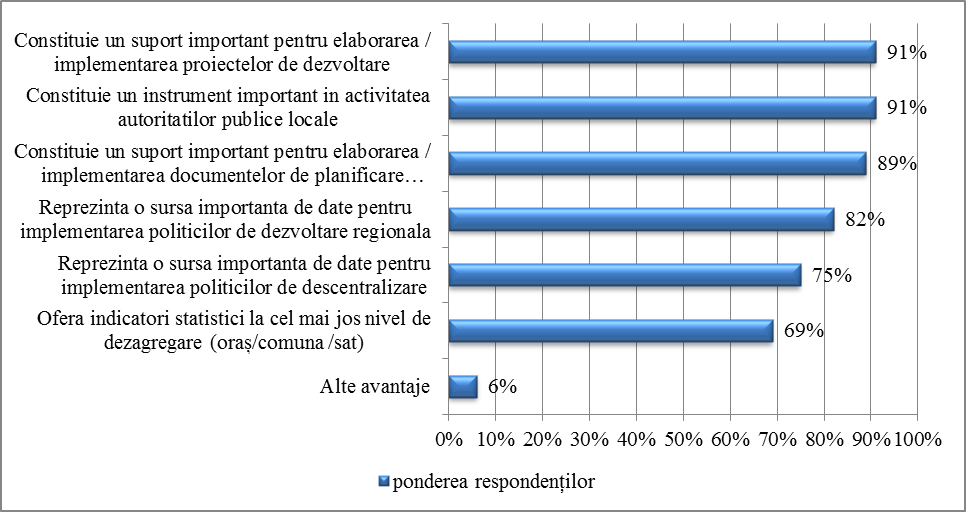 Constituie un suport important pentru elaborarea /
implementarea proiectelor de dezvoltare
91%
Constituie un instrument important in activitatea
autoritatilor publice locale
91%
Constituie un suport important pentru elaborarea /
implementarea documentelor de planificare…
89%
Reprezinta o sursa importanta de date pentru
implementarea politicilor de dezvoltare regionala
82%
Reprezinta o sursa importanta de date pentru
implementarea politicilor de descentralizare
75%
Ofera indicatori statistici la cel mai jos nivel de
dezagregare (oraș/comuna /sat)
69%
Alte avantaje
6%
0% 10% 20% 30% 40% 50% 60% 70% 80% 90% 100%
ponderea respondenților